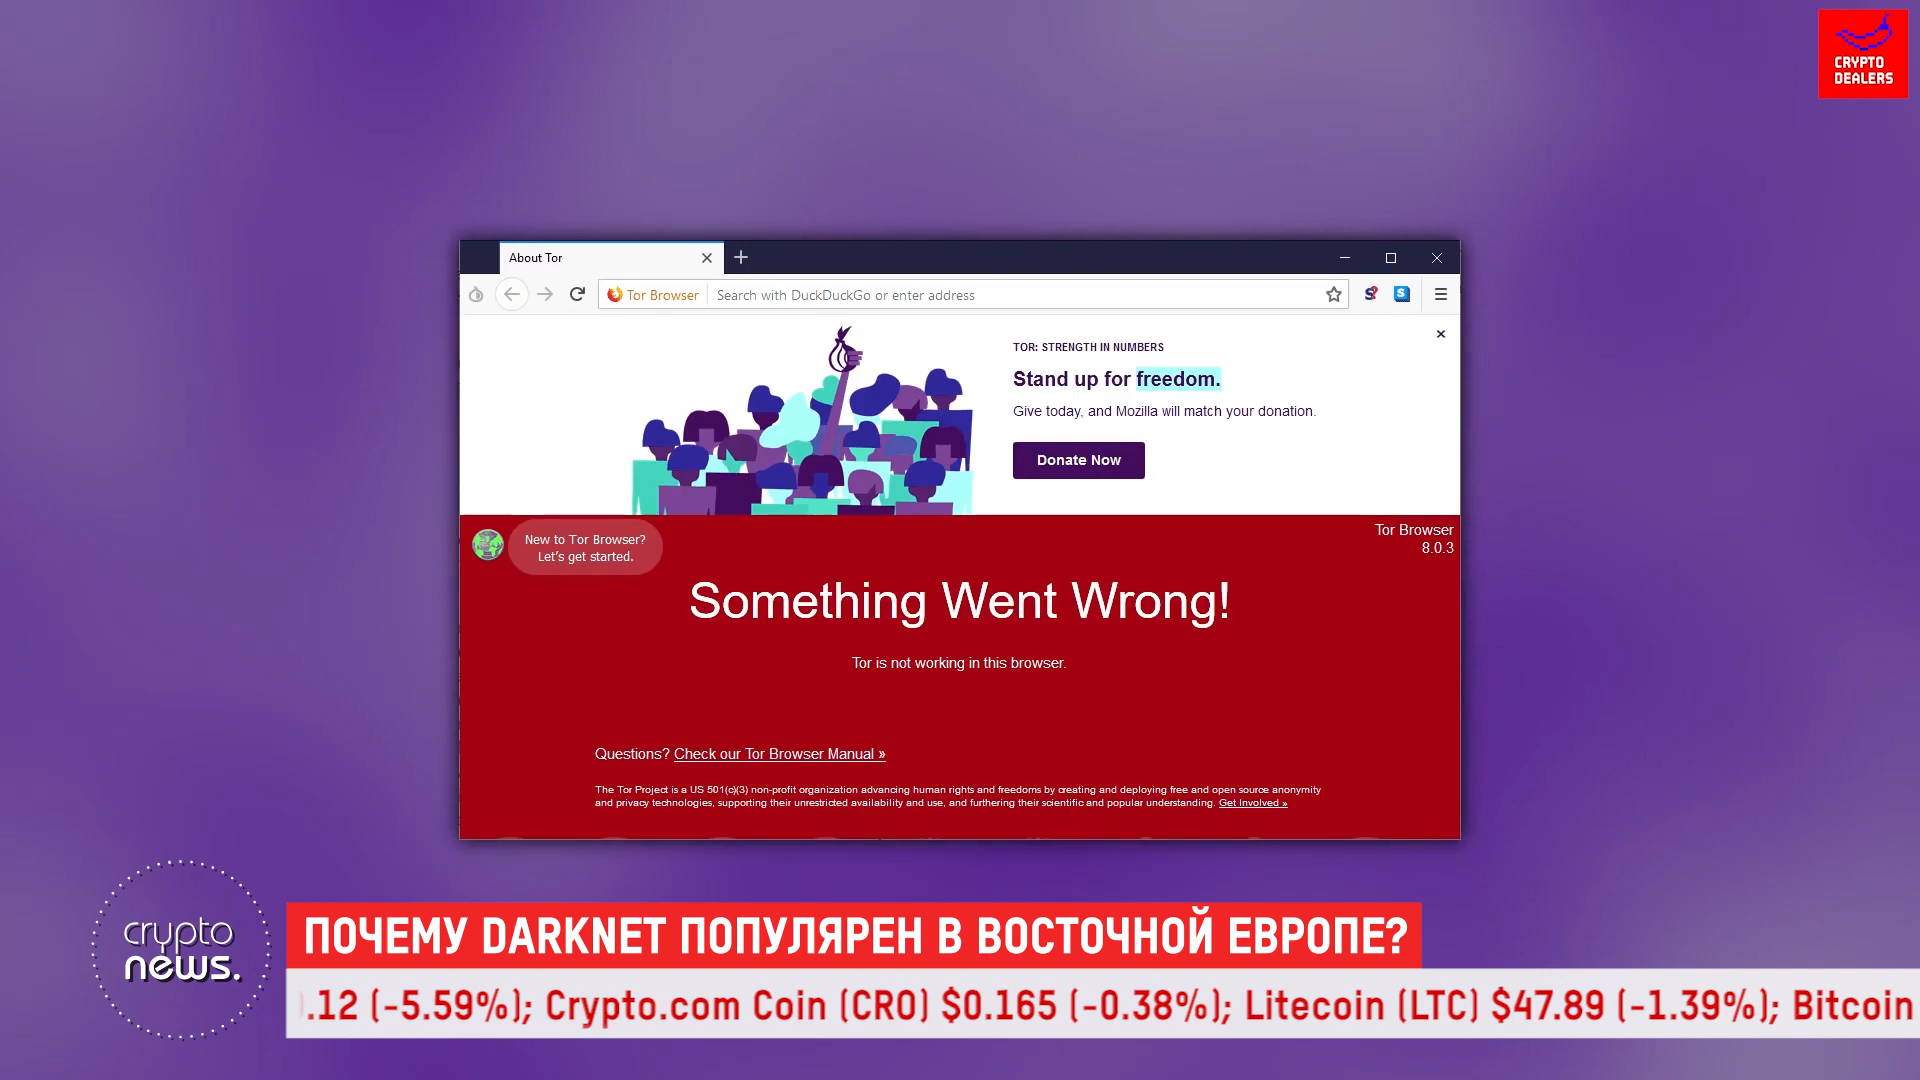 CRYPTO
DEALERS
About Tor
Tor Browser
Search with DuckDuckGo or enter address
TOR: STRENGTH IN NUMBERS
Stand up for freedom.
Give today, and Mozilla will match your donation.
Donate Now
New to Tor Browser?
Let's get started.
Tor Browser
8.0.3
Something Went Wrong!
Tor is not working in this browser.
Questions? Check our Tor Browser Manual »
The Tor Project is a US 501(c)(3) non-profit organization advancing human rights and freedoms by creating and deploying free and open source anonymity
and privacy technologies, supporting their unrestricted availability and use, and furthering their scientific and popular understanding. Get Involved »
crypto
news.
ПОЧЕМУ DARKNET ПОПУЛЯРЕН В ВОСТОЧНОЙ ЕВРОПЕ?
.12 (-5.59%); Crypto.com Coin (CRO) $0.165 (-0.38%); Litecoin (LTC) $47.89 (-1.39%); Bitcoin